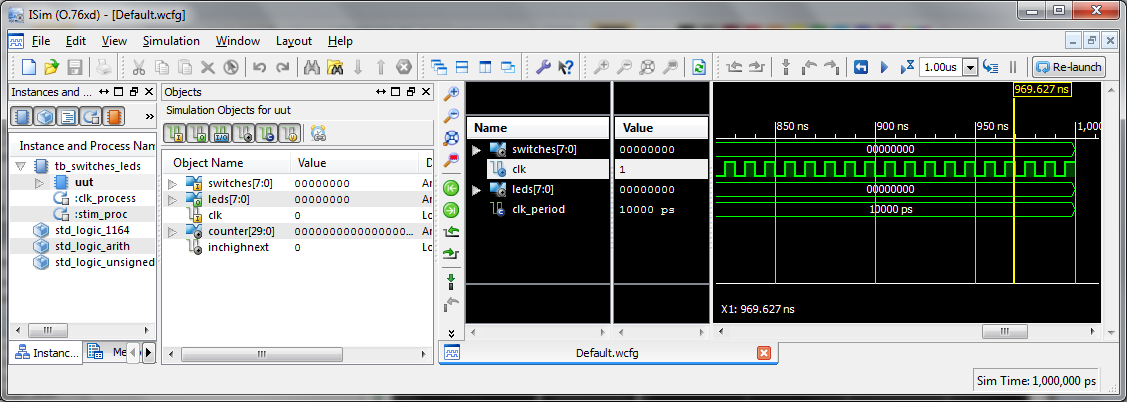 ISim (O.76xd) - [Default.wcfg]
File Edit View Simulation Window Layout Help
1.00us Re-launch
Instances and ...
Instance and Process Nam
tb_switches_leds
uut
:clk_process
:stim_proc
std_logic_1164
std_logic_arith
std_logic_unsigned
Instanc...
Me
Objects
Simulation Objects for uut
Object Name Value D
switches[7:0] 00000000 Ar
leds[7:0] 00000000 Ar
clk 0 Lo
counter[29:0] 0000000000000000... Ar
inchighnext 0 Lo
Name Value
switches[7:0] 00000000
clk 1
leds[7:0] 00000000
clk_period 10000 ps
969.627 ns
850 ns 900 ns 950 ns 1,000
00000000
00000000
10000 ps
X1: 969.627 ns
Default.wcfg
Sim Time: 1,000,000 ps